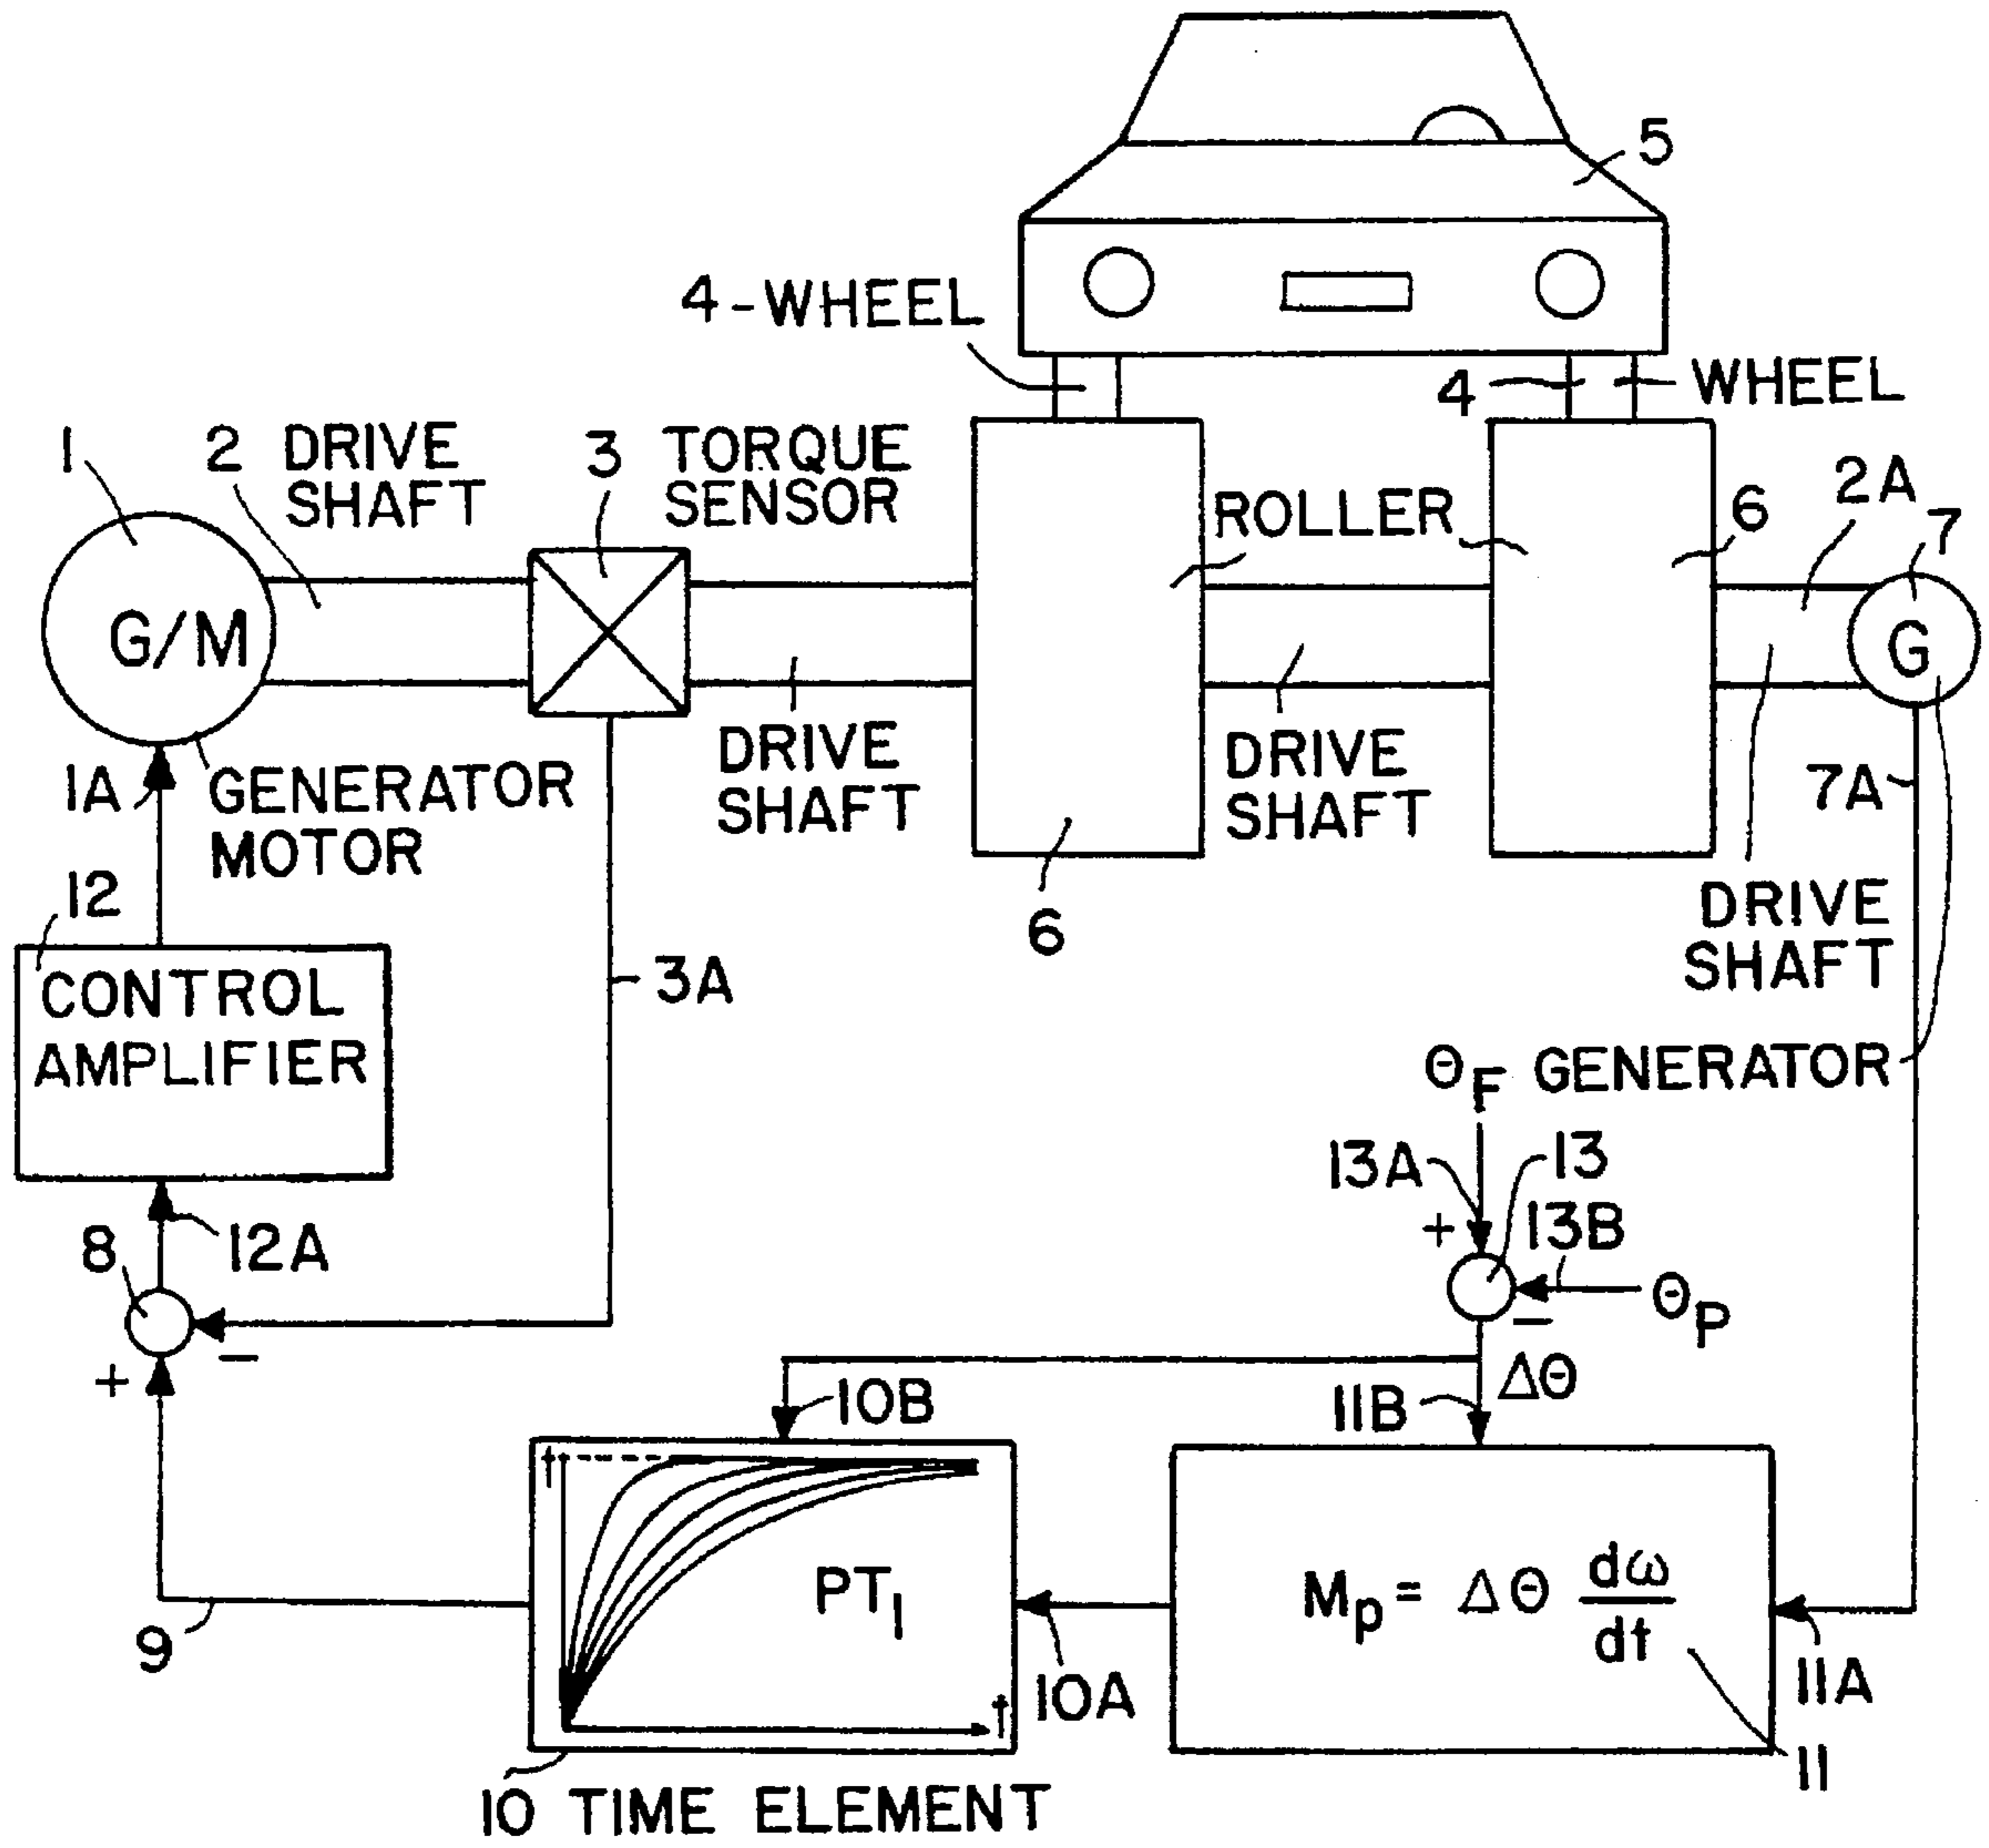 5
4-WHEEL
4
WHEEL
1
2 DRIVE
SHAFT
3 TORQUE
SENSOR
ROLLER
6
2A
7
G/M
G
1A
GENERATOR
MOTOR
DRIVE
SHAFT
DRIVE
SHAFT
7A
12
6
DRIVE
SHAFT
CONTROL
AMPLIFIER
3A
ΘF GENERATOR
13A
13
+
13B
8
12A
ΘP
−
−
+
10B
11B
ΔΘ
t
PT1
Mp = ΔΘ dω
dt
9
t
10A
11A
11
10 TIME ELEMENT